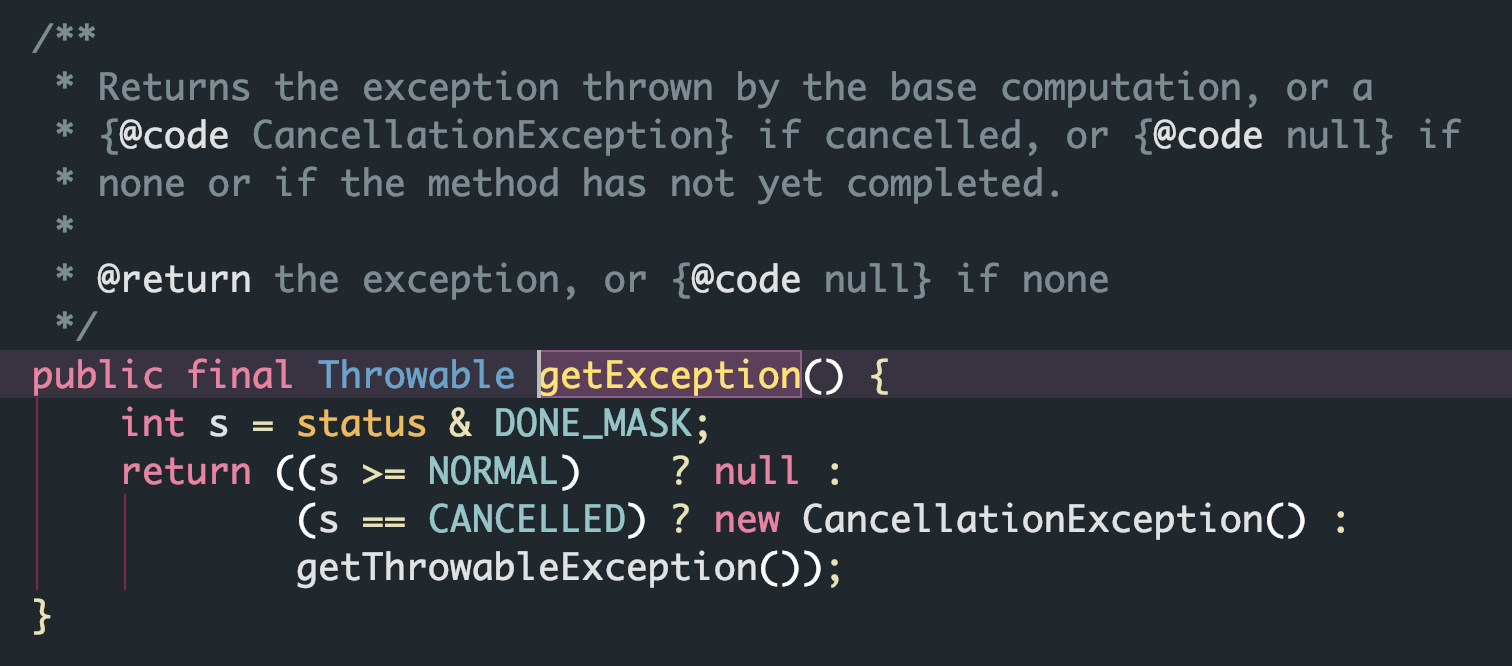 /**
 * Returns the exception thrown by the base computation, or a
 * {@code CancellationException} if cancelled, or {@code null} if
 * none or if the method has not yet completed.
 *
 * @return the exception, or {@code null} if none
 */
public final Throwable getException() {
    int s = status & DONE_MASK;
    return ((s >= NORMAL)    ? null :
            (s == CANCELLED) ? new CancellationException() :
            getThrowableException());
}